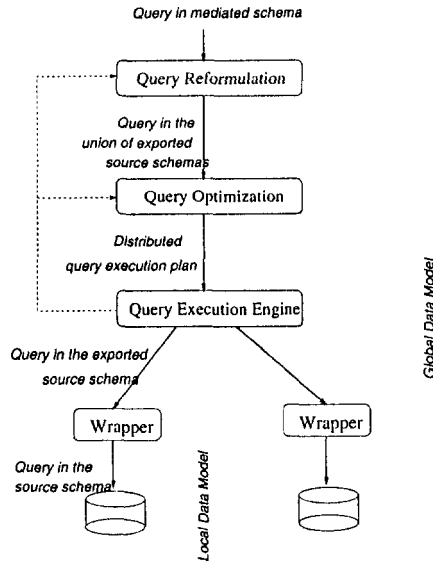 Query in mediated schema
Query Reformulation
Query in the
union of exported
source schemas
Query Optimization
Distributed
query execution plan
Query Execution Engine
Global Data Model
Query in the exported
source schema
Wrapper
Wrapper
Query in the
source schema
Local Data Model